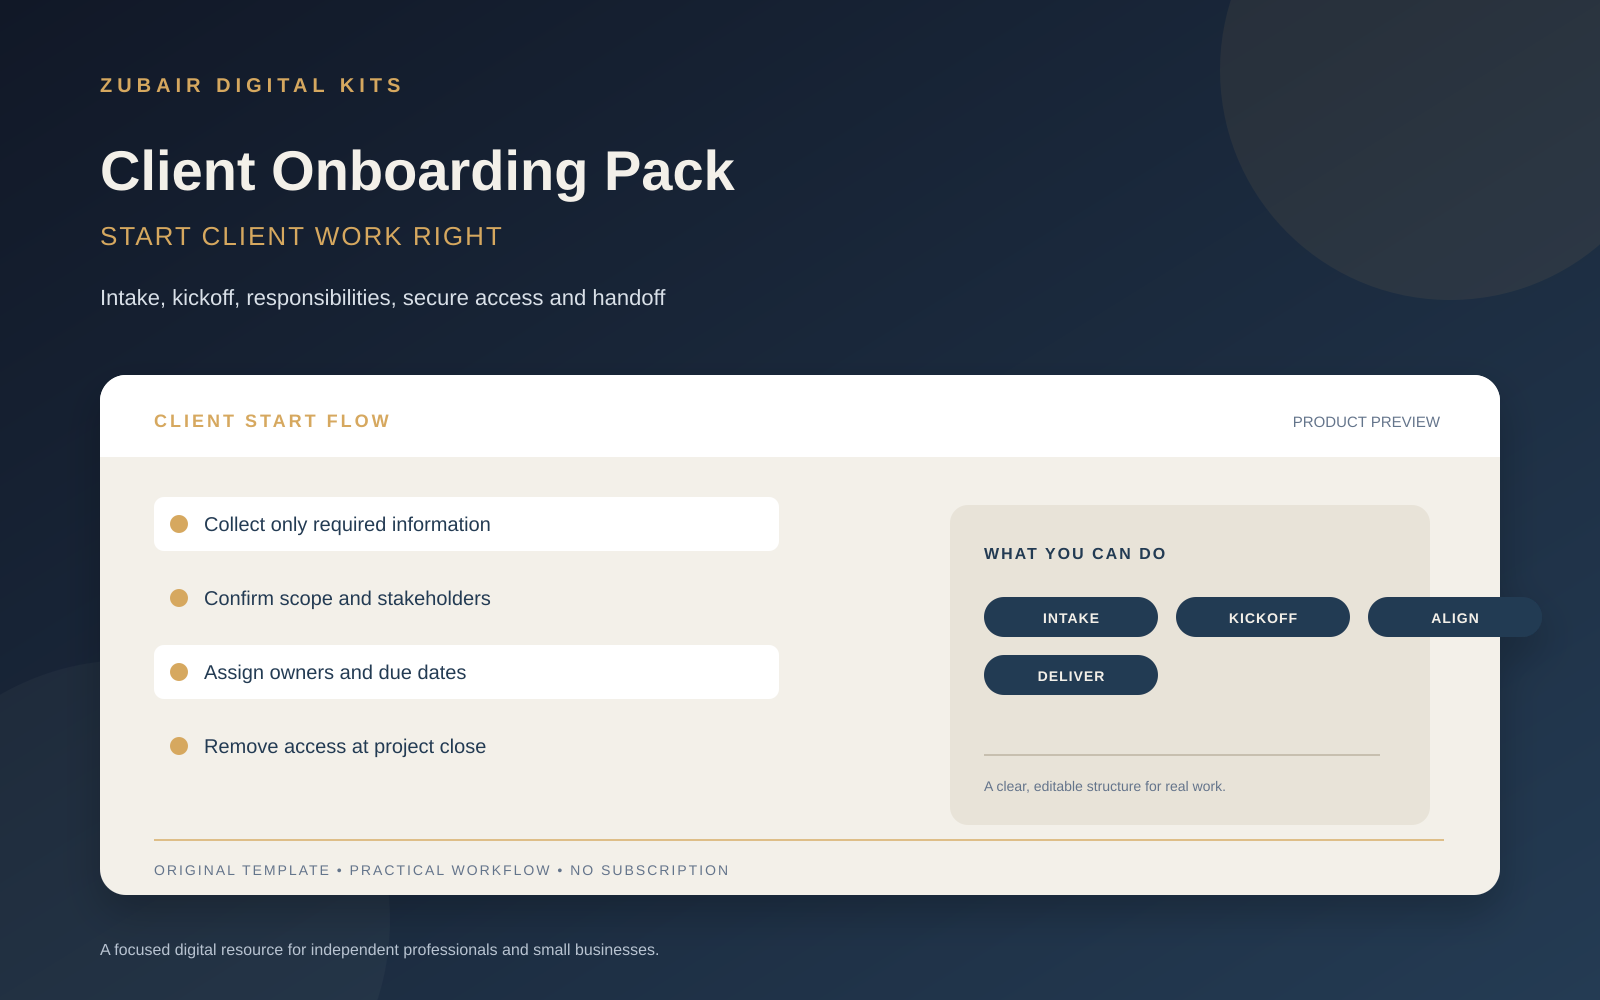 ZUBAIR DIGITAL KITS
Client Onboarding Pack
START CLIENT WORK RIGHT
Intake, kickoff, responsibilities, secure access and handoff
CLIENT START FLOW
PRODUCT PREVIEW
Collect only required information
Confirm scope and stakeholders
Assign owners and due dates
Remove access at project close
WHAT YOU CAN DO
INTAKE
KICKOFF
ALIGN
DELIVER
A clear, editable structure for real work.
ORIGINAL TEMPLATE • PRACTICAL WORKFLOW • NO SUBSCRIPTION
A focused digital resource for independent professionals and small businesses.